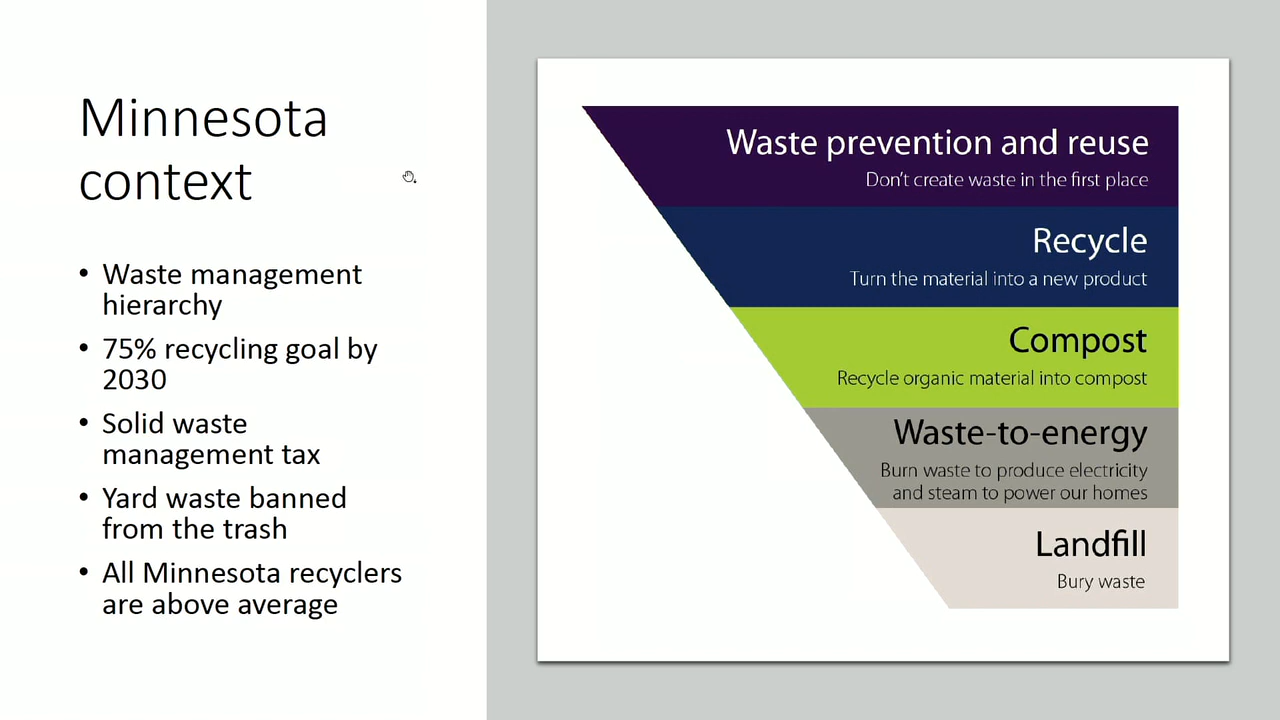 Minnesota
context
• Waste management
hierarchy
• 75% recycling goal by
2030
• Solid waste
management tax
• Yard waste banned
from the trash
• All Minnesota recyclers
are above average
Waste prevention and reuse
Don’t create waste in the first place
Recycle
Turn the material into a new product
Compost
Recycle organic material into compost
Waste-to-energy
Burn waste to produce electricity
and steam to power our homes
Landfill
Bury waste